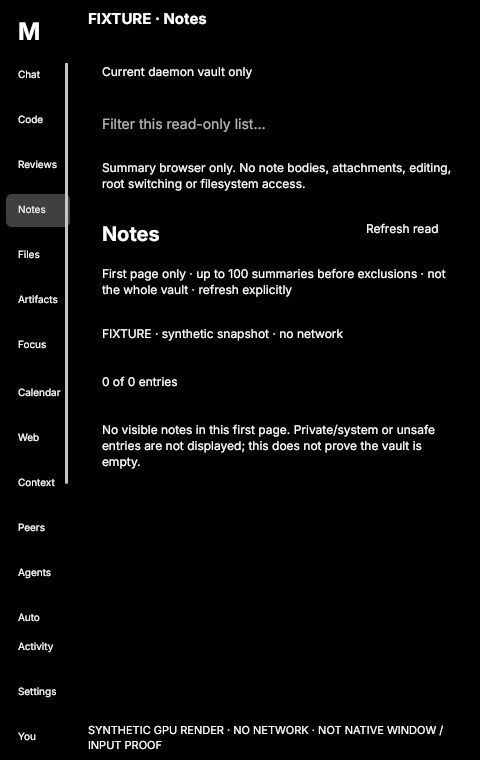 M
FIXTURE · Notes
Chat
Code
Reviews
Notes
Files
Artifacts
Focus
Calendar
Web
Context
Peers
Agents
Auto
Activity
Settings
You
Current daemon vault only
Filter this read-only list...
Summary browser only. No note bodies, attachments, editing,
root switching or filesystem access.
Notes
Refresh read
First page only · up to 100 summaries before exclusions · not
the whole vault · refresh explicitly
FIXTURE · synthetic snapshot · no network
0 of 0 entries
No visible notes in this first page. Private/system or unsafe
entries are not displayed; this does not prove the vault is
empty.
SYNTHETIC GPU RENDER · NO NETWORK · NOT NATIVE WINDOW /
INPUT PROOF